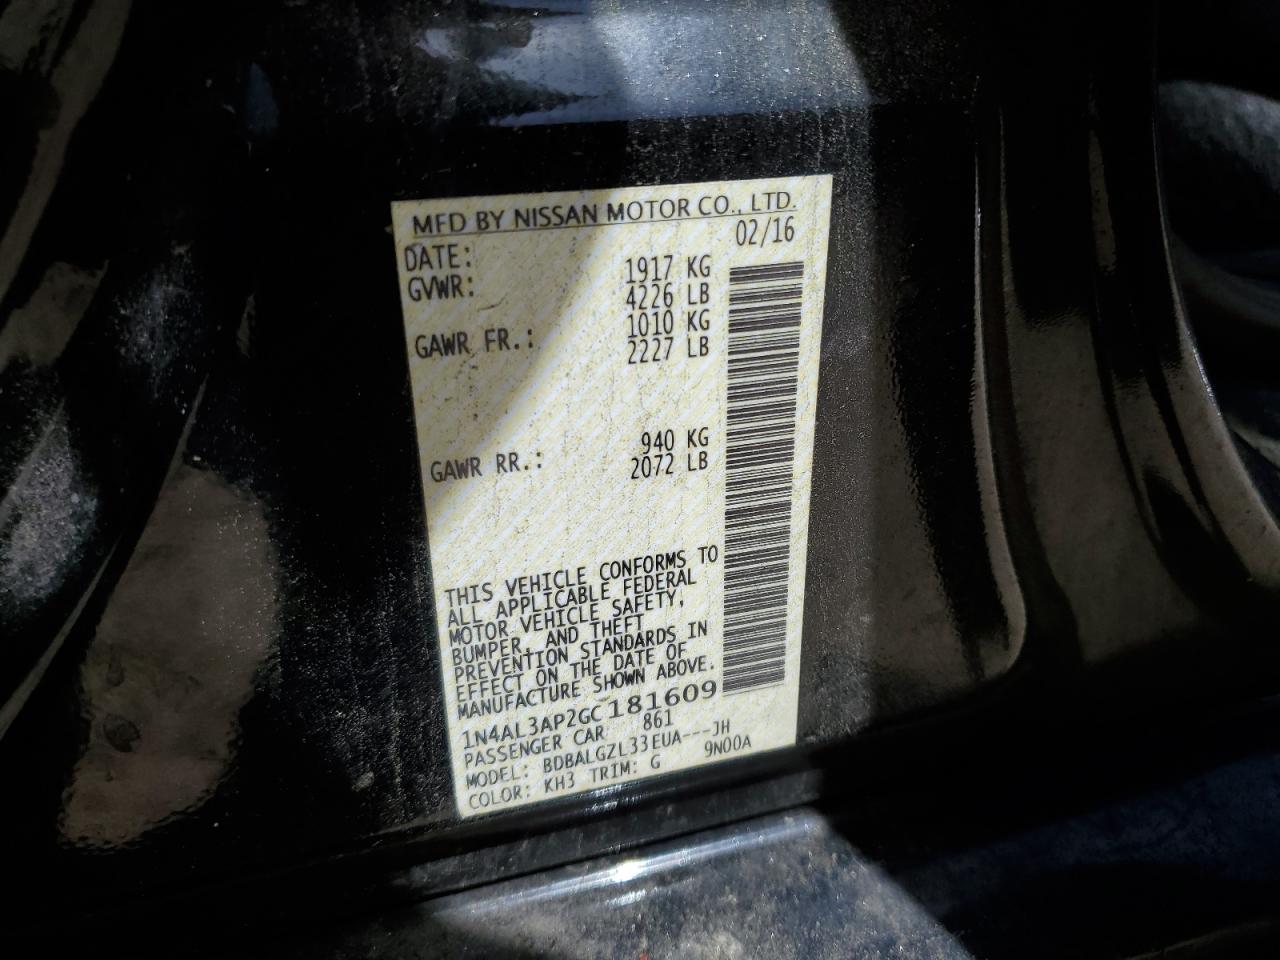 MFD BY NISSAN MOTOR CO., LTD.
DATE: 02/16
GVWR: 1917 KG
4226 LB
GAWR FR.: 1010 KG
2227 LB
GAWR RR.: 940 KG
2072 LB
THIS VEHICLE CONFORMS TO
ALL APPLICABLE FEDERAL
MOTOR VEHICLE SAFETY,
BUMPER, AND THEFT
PREVENTION STANDARDS IN
EFFECT ON THE DATE OF
MANUFACTURE SHOWN ABOVE.
1N4AL3AP2GC181609
PASSENGER CAR 861
MODEL: BDBALGZL33EUA---JH
COLOR: KH3 TRIM: G 9N00A